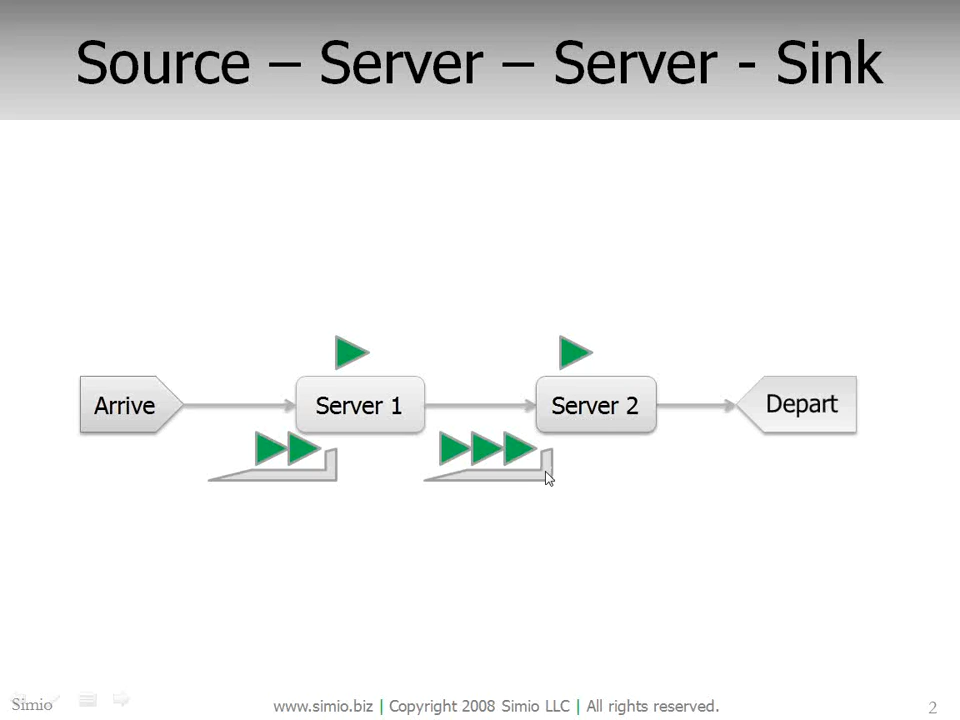 Source – Server – Server - Sink
Arrive
Server 1
Server 2
Depart
Simio
www.simio.biz | Copyright 2008 Simio LLC | All rights reserved.
2